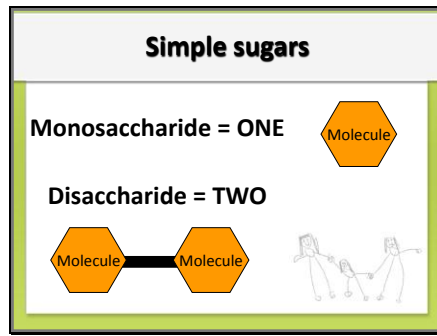 Simple sugars
Monosaccharide = ONE
Molecule
Disaccharide = TWO
Molecule Molecule